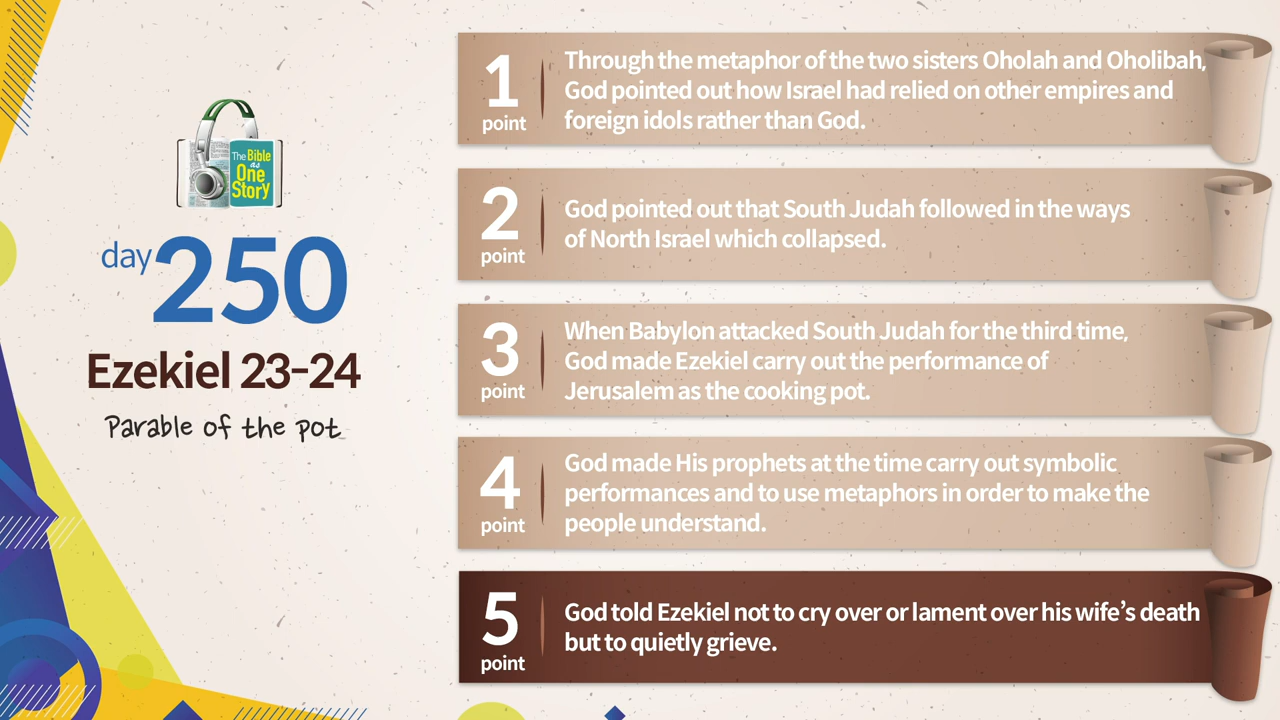 The Bible
as
One
Story
day 250
Ezekiel 23-24
Parable of the pot
1
point
Through the metaphor of the two sisters Oholah and Oholibah,
God pointed out how Israel had relied on other empires and
foreign idols rather than God.
2
point
God pointed out that South Judah followed in the ways
of North Israel which collapsed.
3
point
When Babylon attacked South Judah for the third time,
God made Ezekiel carry out the performance of
Jerusalem as the cooking pot.
4
point
God made His prophets at the time carry out symbolic
performances and to use metaphors in order to make the
people understand.
5
point
God told Ezekiel not to cry over or lament over his wife’s death
but to quietly grieve.